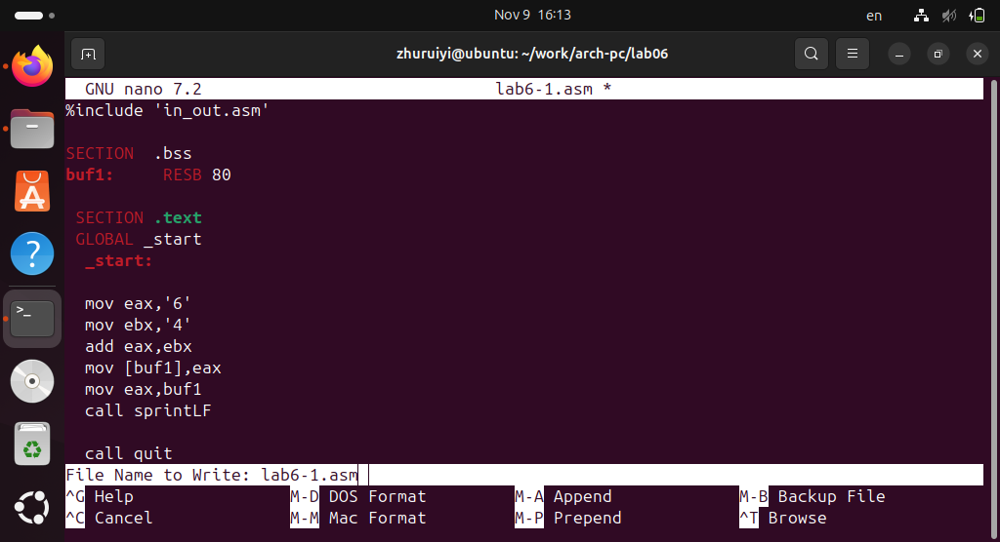 Nov 9 16:13
en
zhuruiyi@ubuntu: ~/work/arch-pc/lab06
GNU nano 7.2 lab6-1.asm *
%include 'in_out.asm'
SECTION .bss
buf1: RESB 80
SECTION .text
GLOBAL _start
_start:
mov eax,'6'
mov ebx,'4'
add eax,ebx
mov [buf1],eax
mov eax,buf1
call sprintLF
call quit
File Name to Write: lab6-1.asm
^G Help M-D DOS Format M-A Append M-B Backup File
^C Cancel M-M Mac Format M-P Prepend ^T Browse